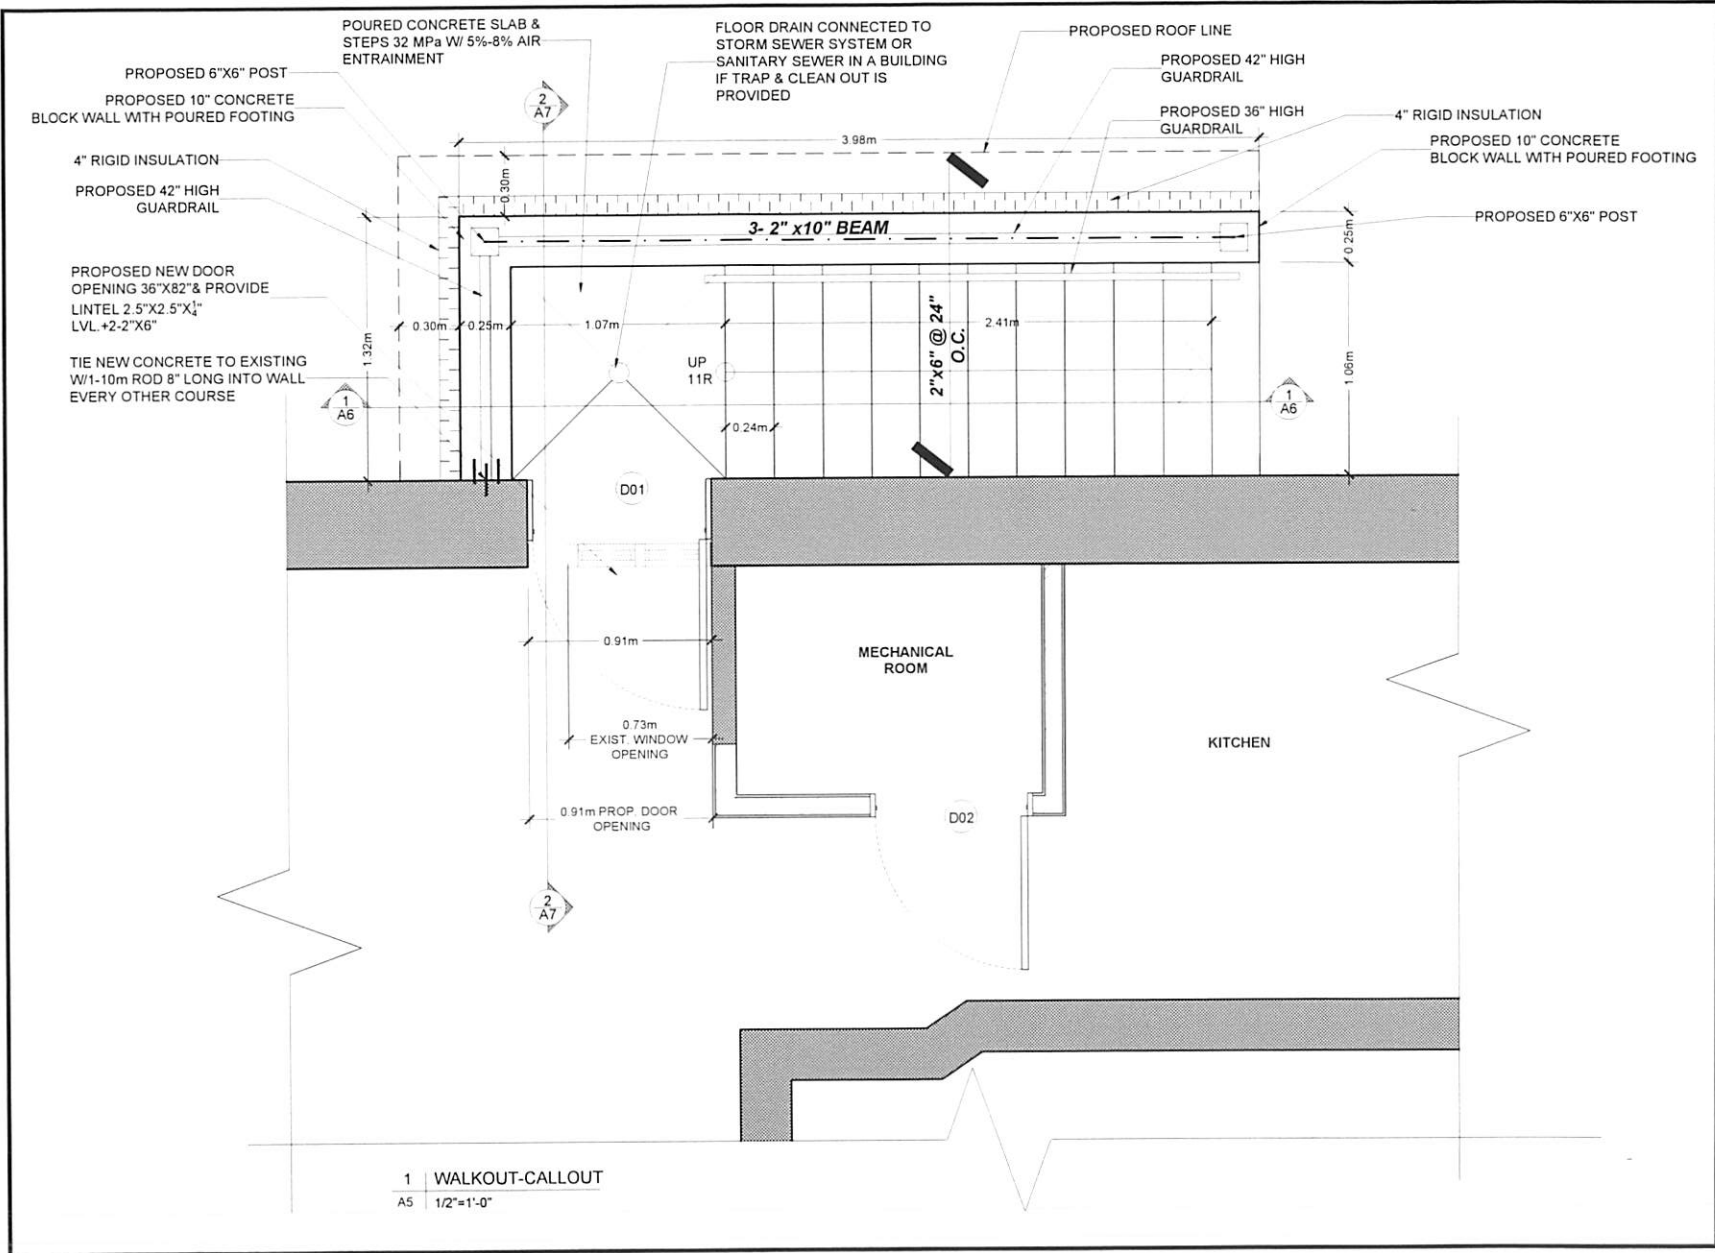 POURED CONCRETE SLAB &
STEPS 32 MPa W/ 5%-8% AIR
ENTRAINMENT
FLOOR DRAIN CONNECTED TO
STORM SEWER SYSTEM OR
SANITARY SEWER IN A BUILDING
IF TRAP & CLEAN OUT IS
PROVIDED
PROPOSED ROOF LINE
PROPOSED 42" HIGH
GUARDRAIL
PROPOSED 36" HIGH
GUARDRAIL
4" RIGID INSULATION
PROPOSED 10" CONCRETE
BLOCK WALL WITH POURED FOOTING
PROPOSED 6"X6" POST
PROPOSED 6"X6" POST
PROPOSED 10" CONCRETE
BLOCK WALL WITH POURED FOOTING
4" RIGID INSULATION
PROPOSED 42" HIGH
GUARDRAIL
PROPOSED NEW DOOR
OPENING 36"X82"& PROVIDE
LINTEL 2.5"X2.5"X¼"
LVL.+2-2"X6"
TIE NEW CONCRETE TO EXISTING
W/1-10m ROD 8" LONG INTO WALL
EVERY OTHER COURSE
2
A7
3.98m
0.30m
3- 2" x10" BEAM
0.25m
1.32m
0.30m
0.25m
1.07m
2.41m
2"x6" @ 24"
O.C.
1.06m
UP
11R
1
A6
1
A6
0.24m
D01
0.91m
MECHANICAL
ROOM
0.73m
EXIST. WINDOW
OPENING
KITCHEN
0.91m PROP. DOOR
OPENING
D02
2
A7
1 WALKOUT-CALLOUT
A5 1/2"=1'-0"